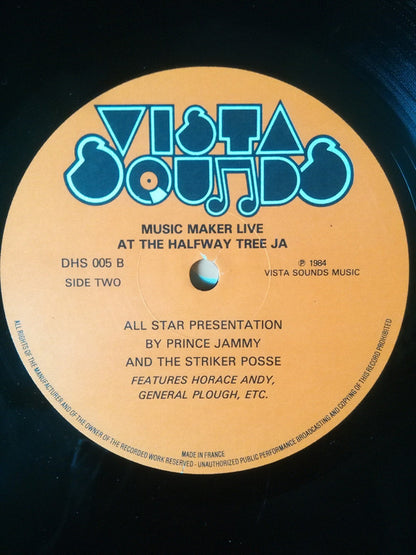 VISTA
SOUNDS
MUSIC MAKER LIVE
AT THE HALFWAY TREE JA
DHS 005 B
SIDE TWO
℗ 1984
VISTA SOUNDS MUSIC
ALL STAR PRESENTATION
BY PRINCE JAMMY
AND THE STRIKER POSSE
FEATURES HORACE ANDY,
GENERAL PLOUGH, ETC.
MADE IN FRANCE
ALL RIGHTS OF THE MANUFACTURER AND OF THE OWNER OF THE RECORDED WORK RESERVED - UNAUTHORIZED PUBLIC PERFORMANCE BROADCASTING AND COPYING OF THIS RECORD PROHIBITED